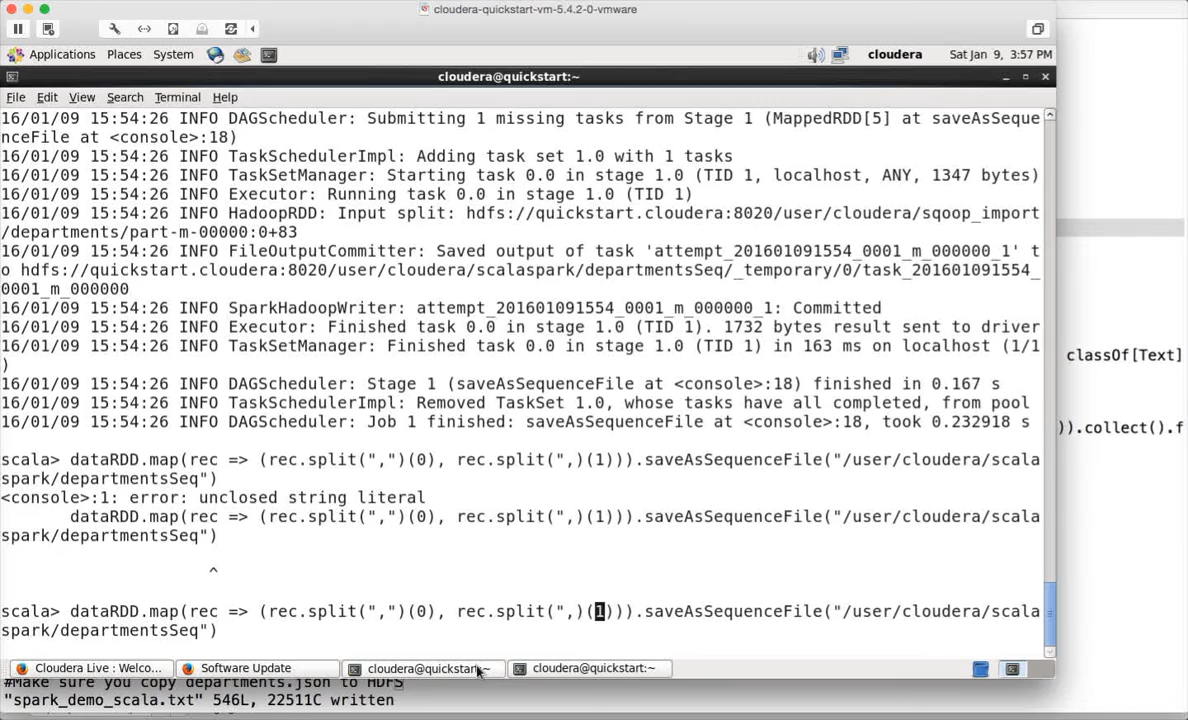 cloudera-quickstart-vm-5.4.2-0-vmware
Applications Places System cloudera Sat Jan 9, 3:57 PM
cloudera@quickstart:~
File Edit View Search Terminal Help
16/01/09 15:54:26 INFO DAGScheduler: Submitting 1 missing tasks from Stage 1 (MappedRDD[5] at saveAsSeque
nceFile at <console>:18)
16/01/09 15:54:26 INFO TaskSchedulerImpl: Adding task set 1.0 with 1 tasks
16/01/09 15:54:26 INFO TaskSetManager: Starting task 0.0 in stage 1.0 (TID 1, localhost, ANY, 1347 bytes)
16/01/09 15:54:26 INFO Executor: Running task 0.0 in stage 1.0 (TID 1)
16/01/09 15:54:26 INFO HadoopRDD: Input split: hdfs://quickstart.cloudera:8020/user/cloudera/sqoop_import
/departments/part-m-00000:0+83
16/01/09 15:54:26 INFO FileOutputCommitter: Saved output of task 'attempt_201601091554_0001_m_000000_1' t
o hdfs://quickstart.cloudera:8020/user/cloudera/scalaspark/departmentsSeq/_temporary/0/task_201601091554_
0001_m_000000
16/01/09 15:54:26 INFO SparkHadoopWriter: attempt_201601091554_0001_m_000000_1: Committed
16/01/09 15:54:26 INFO Executor: Finished task 0.0 in stage 1.0 (TID 1). 1732 bytes result sent to driver
16/01/09 15:54:26 INFO TaskSetManager: Finished task 0.0 in stage 1.0 (TID 1) in 163 ms on localhost (1/1
)
classOf[Text]
16/01/09 15:54:26 INFO DAGScheduler: Stage 1 (saveAsSequenceFile at <console>:18) finished in 0.167 s
16/01/09 15:54:26 INFO TaskSchedulerImpl: Removed TaskSet 1.0, whose tasks have all completed, from pool
16/01/09 15:54:26 INFO DAGScheduler: Job 1 finished: saveAsSequenceFile at <console>:18, took 0.232918 s
)).collect().f
scala> dataRDD.map(rec => (rec.split(",")(0), rec.split(",)(1))).saveAsSequenceFile("/user/cloudera/scala
spark/departmentsSeq")
<console>:1: error: unclosed string literal
dataRDD.map(rec => (rec.split(",")(0), rec.split(",)(1))).saveAsSequenceFile("/user/cloudera/scala
spark/departmentsSeq")
^
scala> dataRDD.map(rec => (rec.split(",")(0), rec.split(",)(1))).saveAsSequenceFile("/user/cloudera/scala
spark/departmentsSeq")
Cloudera Live : Welco... Software Update cloudera@quickstart:~ cloudera@quickstart:~
#Make sure you copy departments.json to HDFS
"spark_demo_scala.txt" 546L, 22511C written